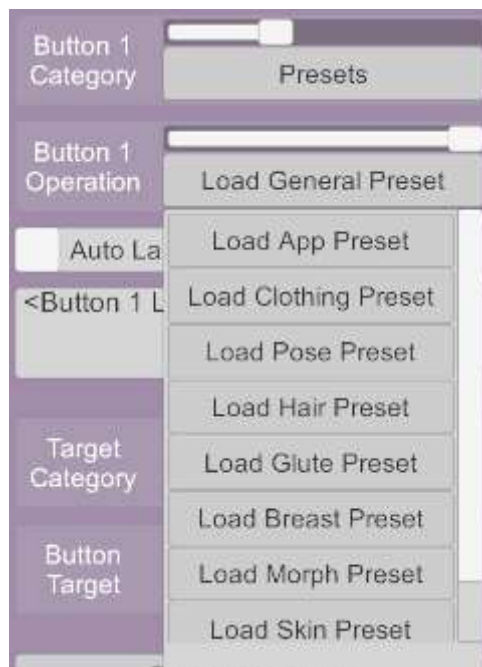 Button 1
Category
Presets
Button 1
Operation
Load General Preset
Load App Preset
Auto La
Load Clothing Preset
<Button 1 L
Load Pose Preset
Load Hair Preset
Target
Category
Load Glute Preset
Load Breast Preset
Button
Target
Load Morph Preset
Load Skin Preset